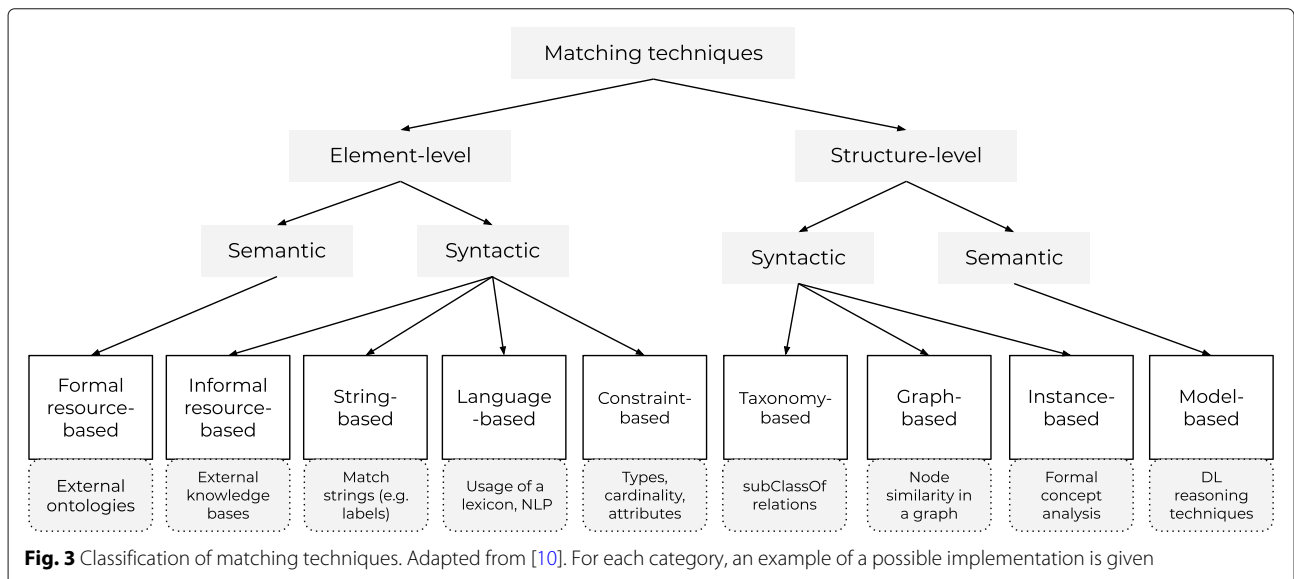 Matching techniques
Element-level
Structure-level
Semantic
Syntactic
Syntactic
Semantic
Formal
resource-
based
Informal
resource-
based
String-
based
Language
-based
Constraint-
based
Taxonomy-
based
Graph-
based
Instance-
based
Model-
based
External
ontologies
External
knowledge
bases
Match
strings (e.g.
labels)
Usage of a
lexicon, NLP
Types,
cardinality,
attributes
subClassOf
relations
Node
similarity in
a graph
Formal
concept
analysis
DL
reasoning
techniques
Fig. 3 Classification of matching techniques. Adapted from [10]. For each category, an example of a possible implementation is given